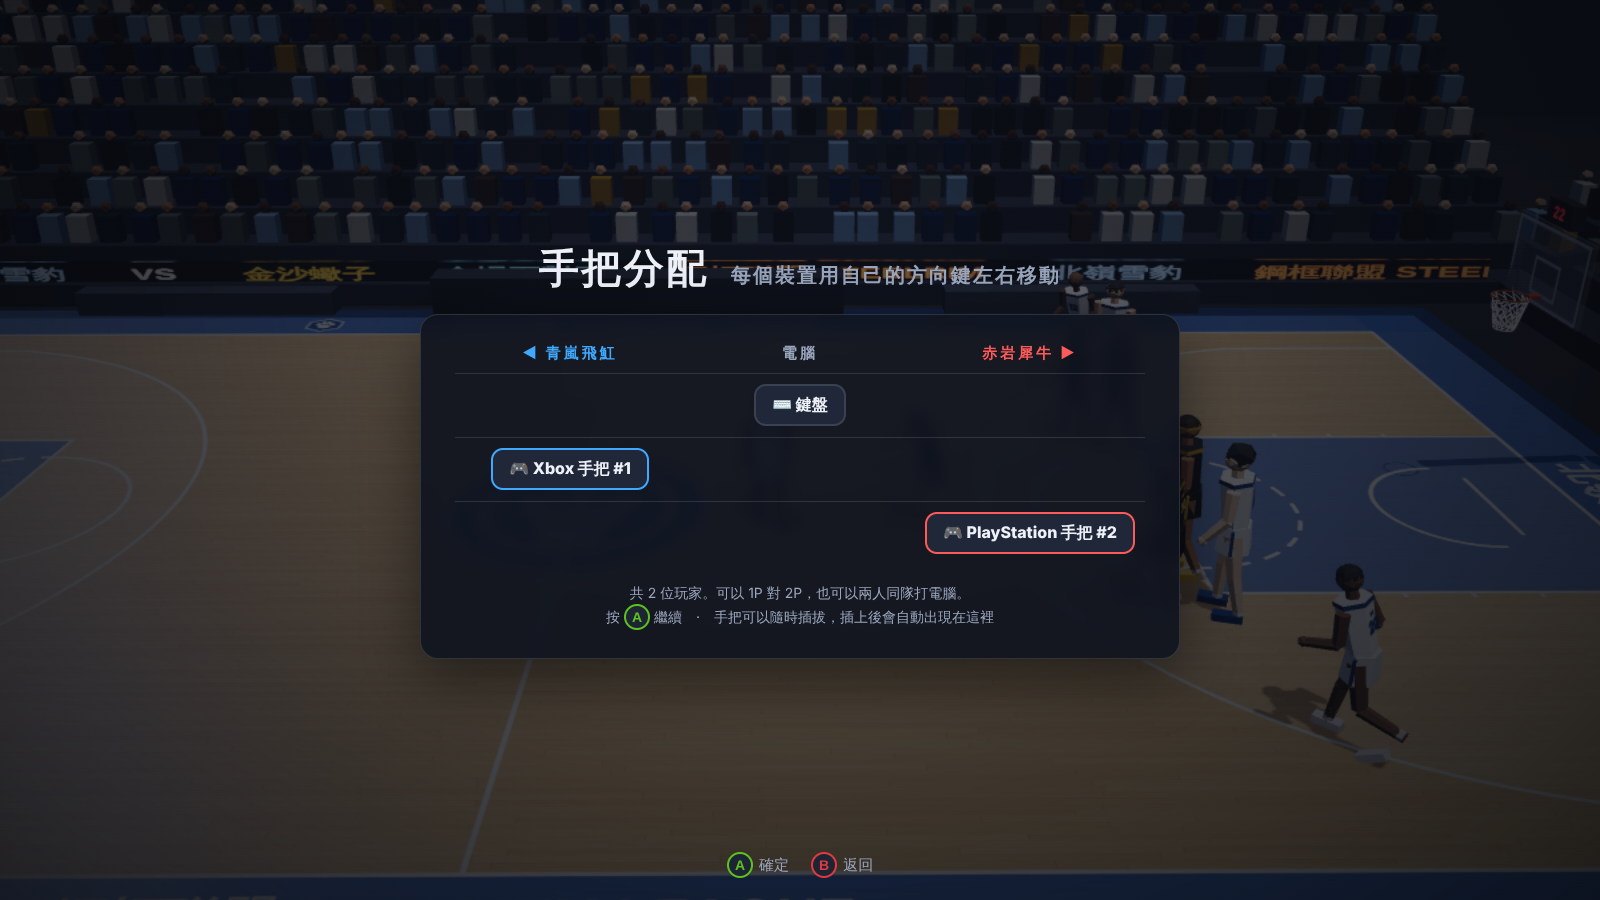 雪豹 VS 金沙蠍子
北嶺雪豹 鋼框聯盟 STEEL
22
手把分配 每個裝置用自己的方向鍵左右移動
◀ 青嵐飛魟 電腦 赤岩犀牛 ▶
⌨️ 鍵盤
🎮 Xbox 手把 #1
🎮 PlayStation 手把 #2
共 2 位玩家。可以 1P 對 2P，也可以兩人同隊打電腦。
按 A 繼續 · 手把可以隨時插拔，插上後會自動出現在這裡
A 確定 B 返回